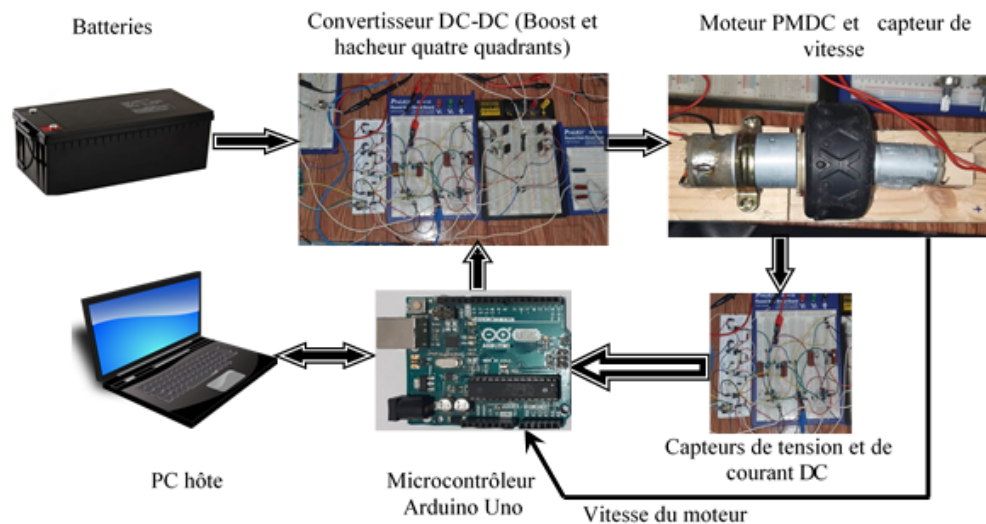 Batteries
Convertisseur DC-DC (Boost et
hacheur quatre quadrants)
Moteur PMDC et capteur de
vitesse
PC hôte
Microcontrôleur
Arduino Uno
Capteurs de tension et de
courant DC
Vitesse du moteur